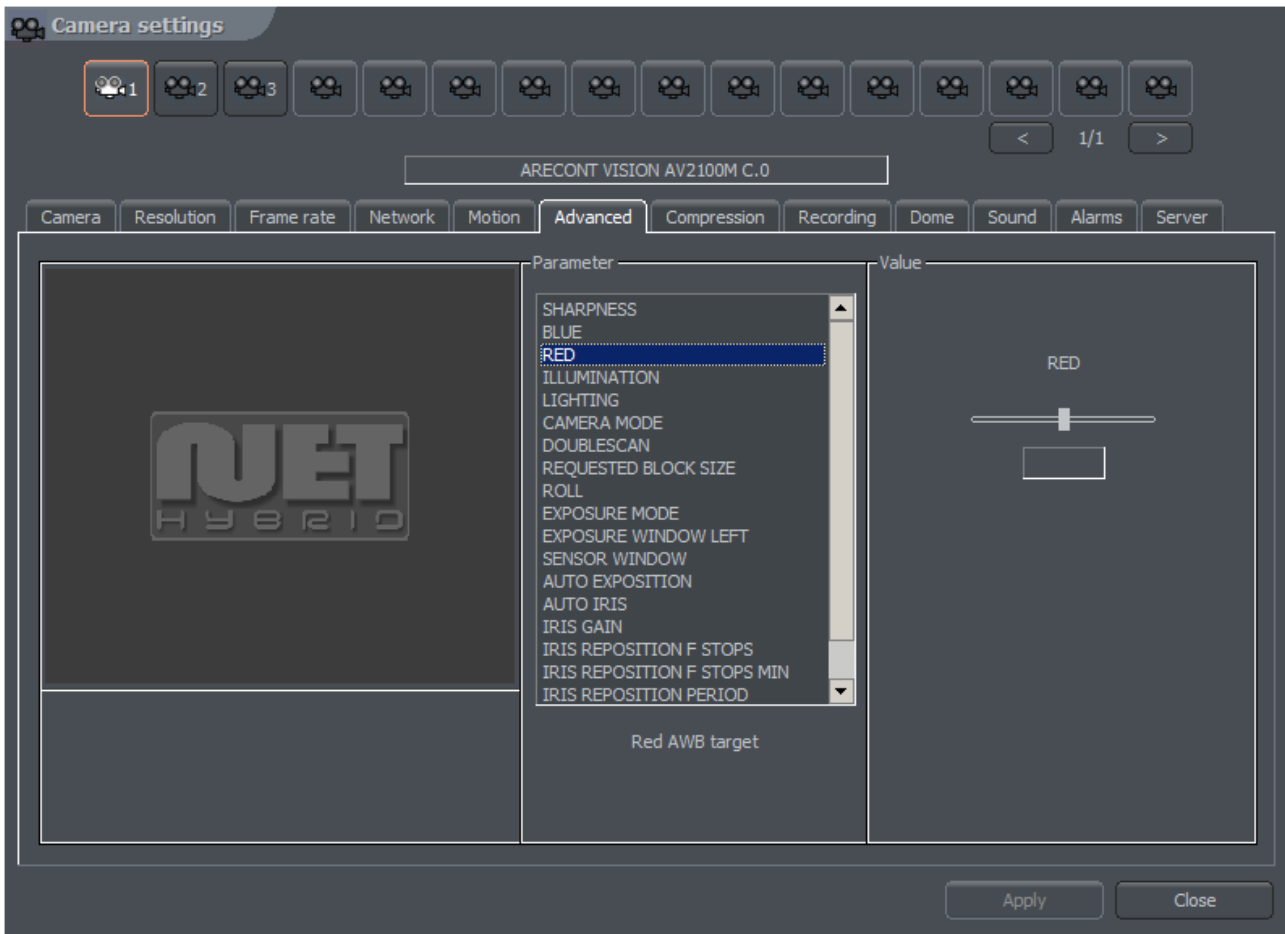 Camera settings
1 2 3
< 1/1 >
ARECONT VISION AV2100M C.0
Camera Resolution Frame rate Network Motion Advanced Compression Recording Dome Sound Alarms Server
Parameter
SHARPNESS
BLUE
RED
ILLUMINATION
LIGHTING
CAMERA MODE
DOUBLESCAN
REQUESTED BLOCK SIZE
ROLL
EXPOSURE MODE
EXPOSURE WINDOW LEFT
SENSOR WINDOW
AUTO EXPOSITION
AUTO IRIS
IRIS GAIN
IRIS REPOSITION F STOPS
IRIS REPOSITION F STOPS MIN
IRIS REPOSITION PERIOD
Red AWB target
Value
RED
NET
HYBRID
Apply Close